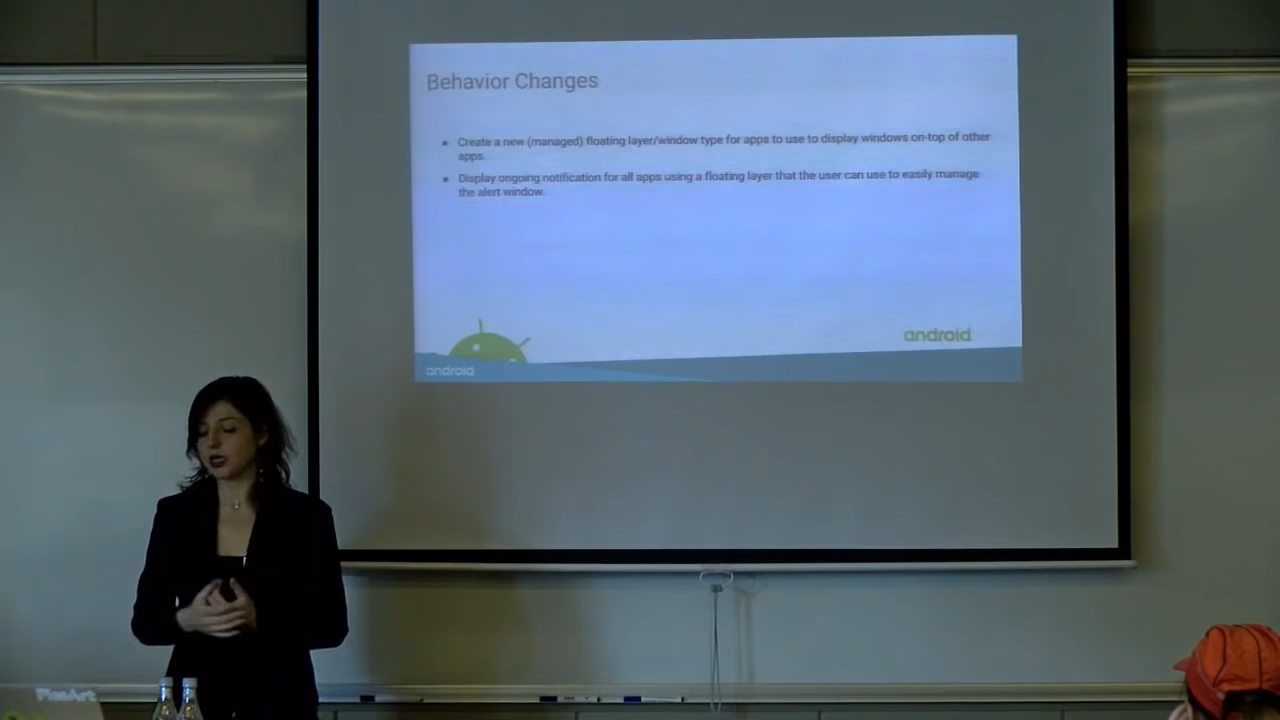 Behavior Changes
Create a new (managed) floating layer/window type for apps to use to display windows on-top of other
apps.
Display ongoing notification for all apps using a floating layer that the user can use to easily manage
the alert window.
android
android